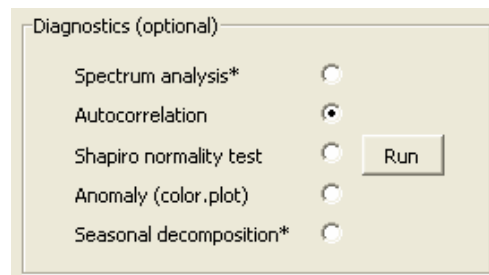 Diagnostics (optional)
Spectrum analysis*
Autocorrelation
Shapiro normality test
Run
Anomaly (color.plot)
Seasonal decomposition*